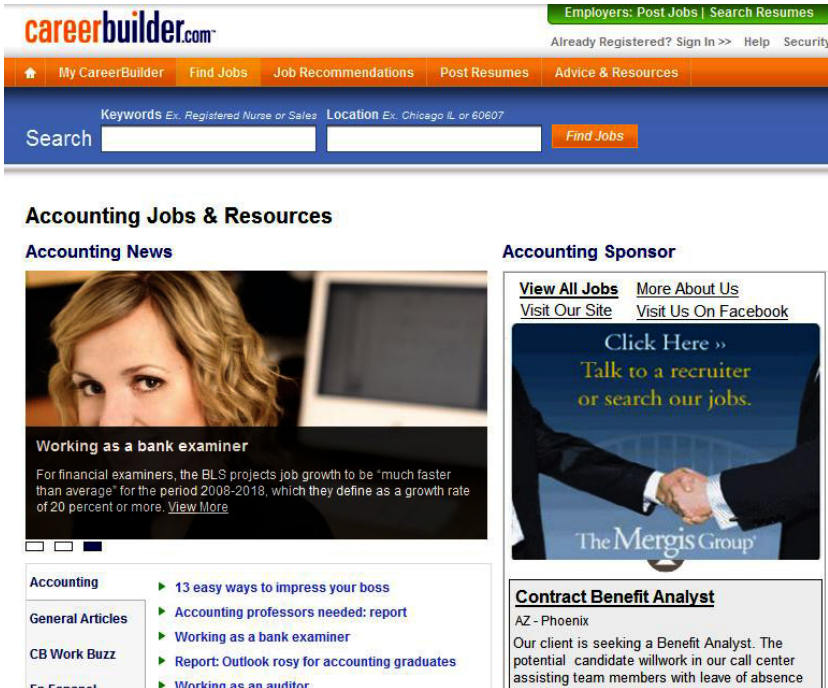 careerbuilder.com
Employers: Post Jobs | Search Resumes
Already Registered? Sign In >> Help Security
My CareerBuilder Find Jobs Job Recommendations Post Resumes Advice & Resources
Keywords Ex. Registered Nurse or Sales Location Ex. Chicago IL or 60607
Search Find Jobs
Accounting Jobs & Resources
Accounting News
Working as a bank examiner
For financial examiners, the BLS projects job growth to be "much faster
than average" for the period 2008-2018, which they define as a growth rate
of 20 percent or more. View More
Accounting
General Articles
CB Work Buzz
13 easy ways to impress your boss
Accounting professors needed: report
Working as a bank examiner
Report: Outlook rosy for accounting graduates
Working as an auditor
Accounting Sponsor
View All Jobs More About Us
Visit Our Site Visit Us On Facebook
Click Here ››
Talk to a recruiter
or search our jobs.
The Mergis Group
Contract Benefit Analyst
AZ - Phoenix
Our client is seeking a Benefit Analyst. The
potential candidate willwork in our call center
assisting team members with leave of absence